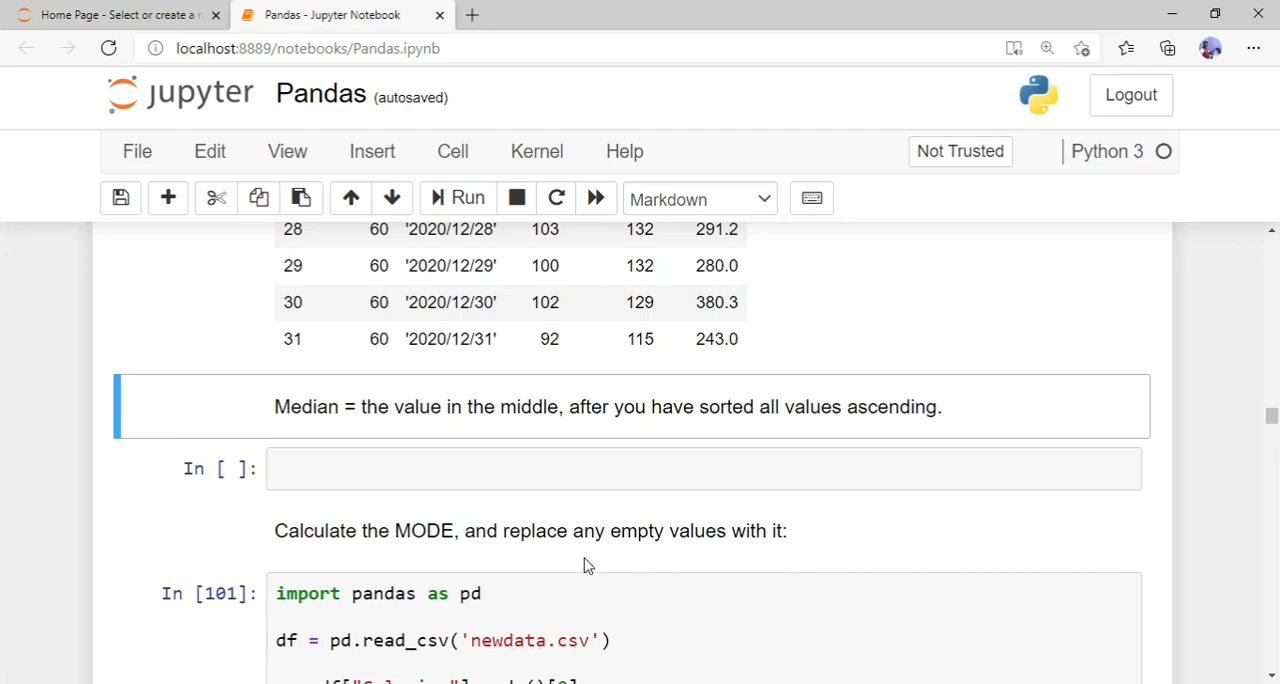 Home Page - Select or create a
Pandas - Jupyter Notebook
localhost:8889/notebooks/Pandas.ipynb
jupyter Pandas (autosaved)
Logout
File Edit View Insert Cell Kernel Help
Not Trusted
Python 3
Run
Markdown
28 60 '2020/12/28' 103 132 291.2
29 60 '2020/12/29' 100 132 280.0
30 60 '2020/12/30' 102 129 380.3
31 60 '2020/12/31' 92 115 243.0
Median = the value in the middle, after you have sorted all values ascending.
In [ ]:
Calculate the MODE, and replace any empty values with it:
In [101]: import pandas as pd
df = pd.read_csv('newdata.csv')